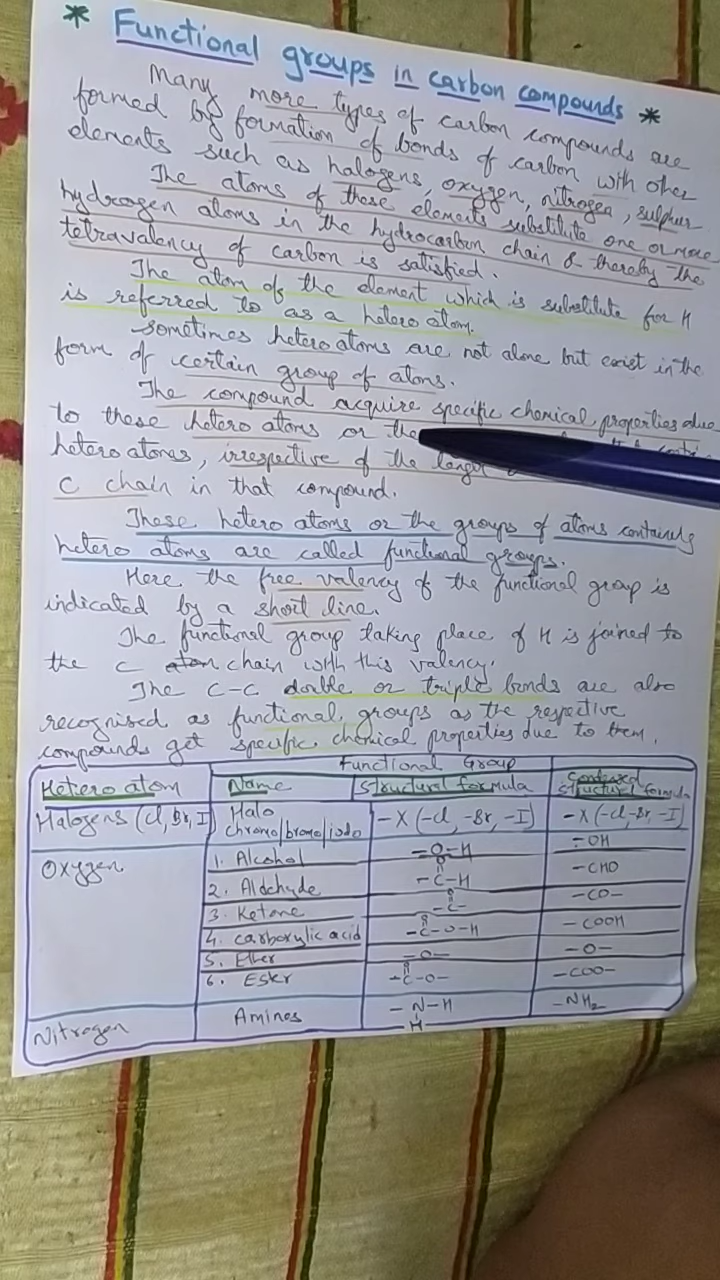 * Functional groups in carbon compounds *
Many more types of carbon compounds are
formed by formation of bonds of carbon with other
elements such as halogens, oxygen, nitrogen, sulphur
The atoms of these elements substitute one or more
hydrogen atoms in the hydrocarbon chain & thereby the
tetravalency of carbon is satisfied.
The atom of the element which is substitute for H
is referred to as a hetero atom.
Sometimes hetero atoms are not alone but exist in the
form of certain group of atoms.
The compound acquire specific chemical properties due
to these hetero atoms or the
hetero atoms, irrespective of the
C chain in that compound.
These hetero atoms or the groups of atoms containing
hetero atoms are called functional groups.
Here the free valency of the functional group is
indicated by a short line.
The functional group taking place of H is joined to
the C atom chain with this valency.
The C-C double or triple bonds are also
recognised as functional groups as the respective
compounds get specific chemical properties due to them.
Functional Group
Hetero atom Name Structural formula Condensed structural formula
Halogens (Cl, Br, I) Halo chromo/bromo/iodo -X (-Cl, -Br, -I) -X (-Cl, -Br, -I)
Oxygen 1. Alcohol -O-H -OH
2. Aldehyde O -C-H -CHO
3. Ketone O -C- -CO-
4. carboxylic acid O -C-O-H -COOH
5. Ether -O- -O-
6. Ester O -C-O- -COO-
Nitrogen Amines -N-H H -NH₂